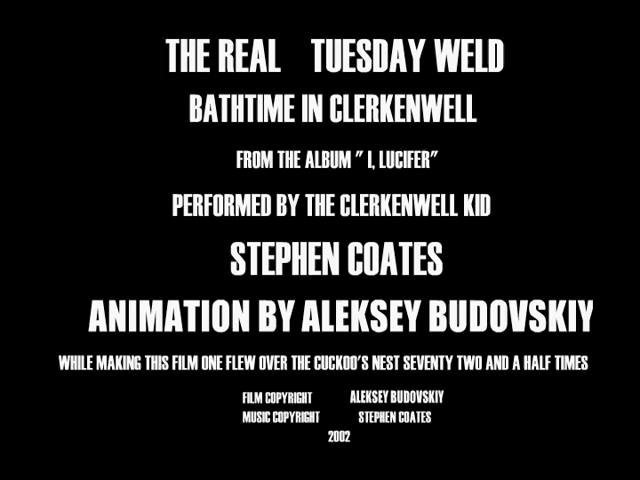 THE REAL TUESDAY WELD
BATHTIME IN CLERKENWELL
FROM THE ALBUM " I, LUCIFER"
PERFORMED BY THE CLERKENWELL KID
STEPHEN COATES
ANIMATION BY ALEKSEY BUDOVSKIY
WHILE MAKING THIS FILM ONE FLEW OVER THE CUCKOO'S NEST SEVENTY TWO AND A HALF TIMES
FILM COPYRIGHT ALEKSEY BUDOVSKIY
MUSIC COPYRIGHT STEPHEN COATES
2002